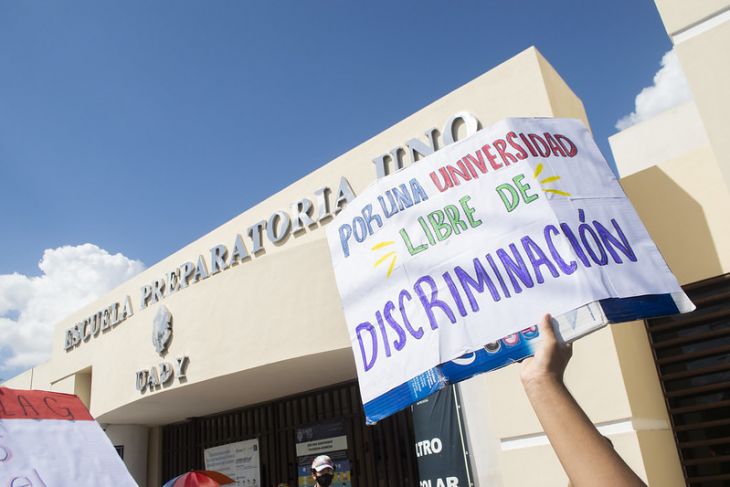 ESCUELA PREPARATORIA UNO
UADY
POR UNA UNIVERSIDAD
LIBRE DE
DISCRIMINACIÓN